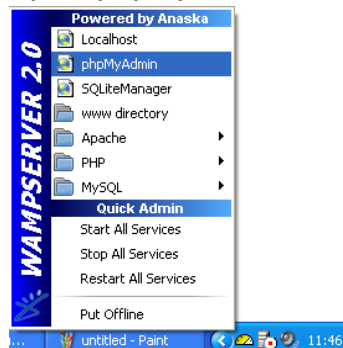 Powered by Anaska
Localhost
phpMyAdmin
SQLiteManager
www directory
Apache
PHP
MySQL
Quick Admin
Start All Services
Stop All Services
Restart All Services
Put Offline
WAMPSERVER 2.0
... untitled - Paint 11:46